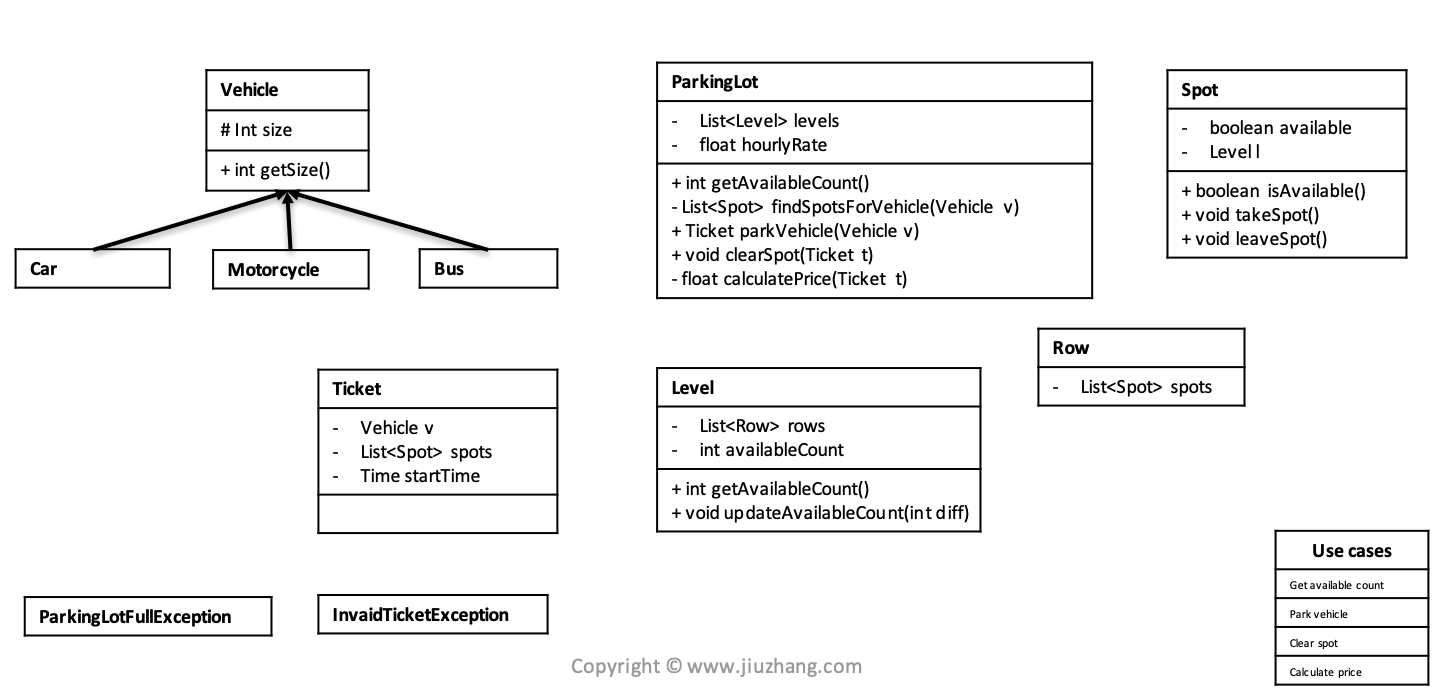 Vehicle
# Int size
+ int getSize()
Car
Motorcycle
Bus
ParkingLot
- List<Level> levels
- float hourlyRate
+ int getAvailableCount()
- List<Spot> findSpotsForVehicle(Vehicle v)
+ Ticket parkVehicle(Vehicle v)
+ void clearSpot(Ticket t)
- float calculatePrice(Ticket t)
Spot
- boolean available
- Level l
+ boolean isAvailable()
+ void takeSpot()
+ void leaveSpot()
Row
- List<Spot> spots
Ticket
- Vehicle v
- List<Spot> spots
- Time startTime
Level
- List<Row> rows
- int availableCount
+ int getAvailableCount()
+ void updateAvailableCount(int diff)
ParkingLotFullException
InvaidTicketException
Use cases
Get available count
Park vehicle
Clear spot
Calculate price
Copyright © www.jiuzhang.com